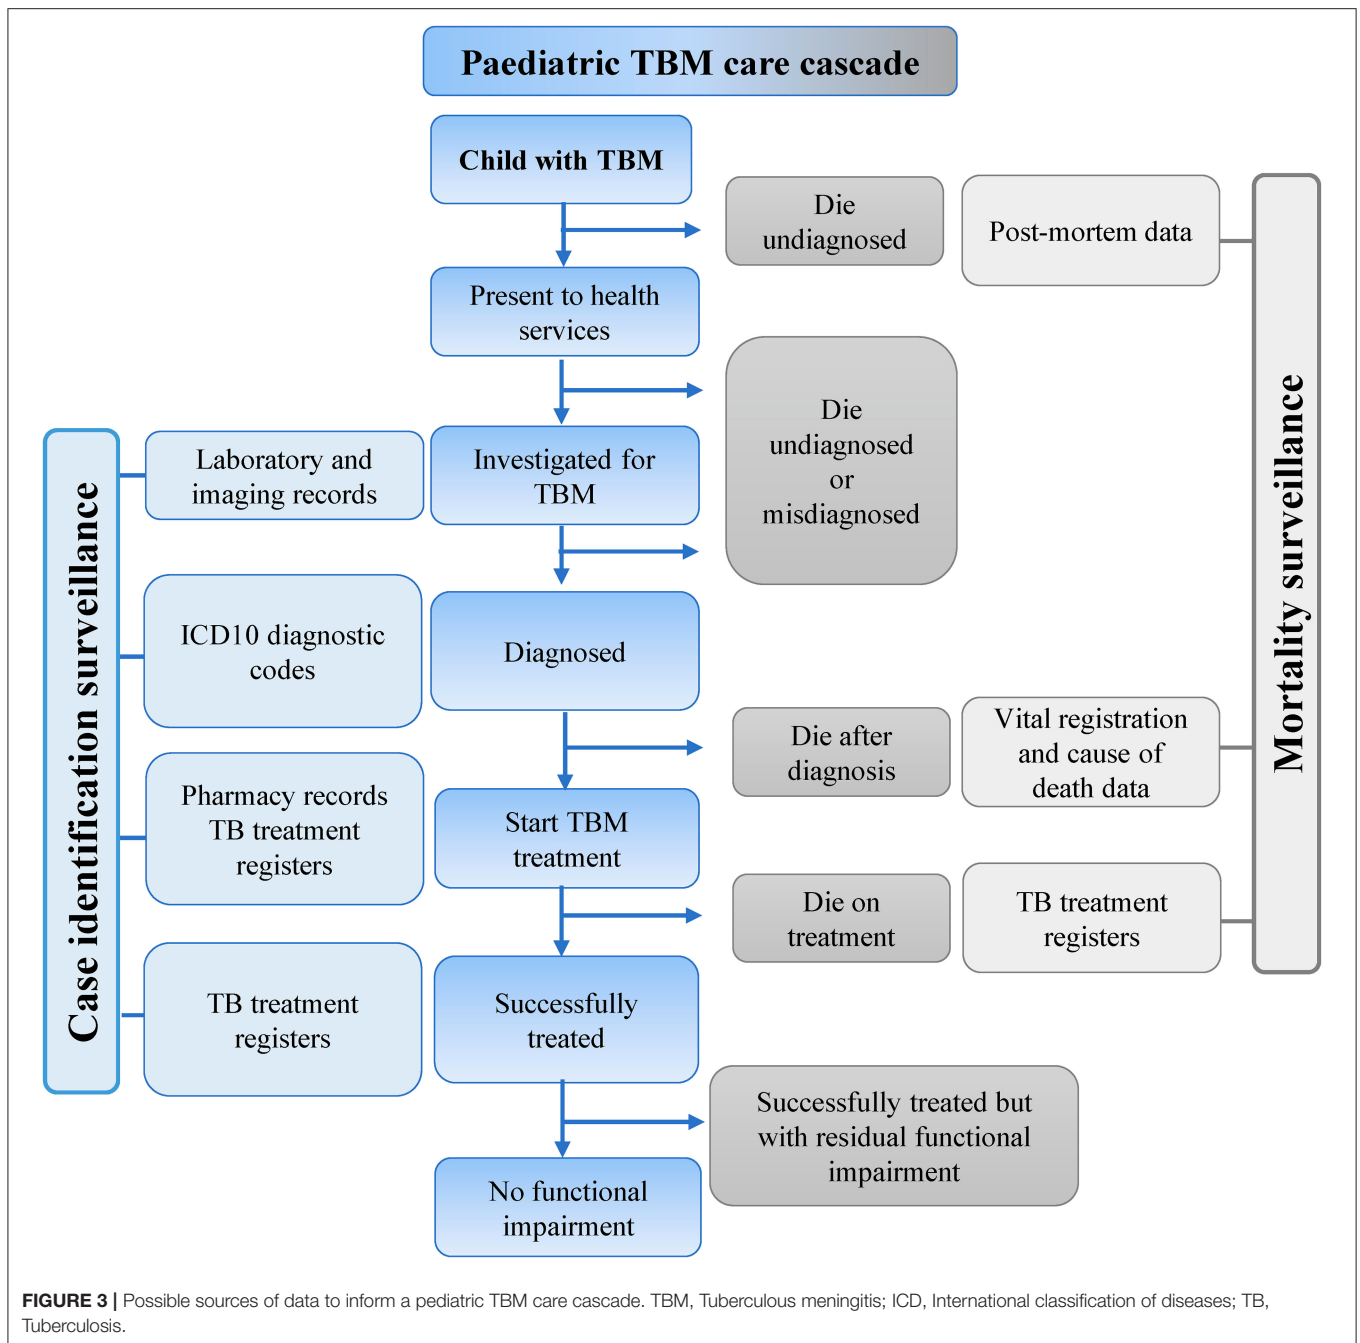 Paediatric TBM care cascade
Child with TBM
Die
undiagnosed
Post-mortem data
Present to health
services
Die
undiagnosed
or
misdiagnosed
Laboratory and
imaging records
Investigated for
TBM
ICD10 diagnostic
codes
Diagnosed
Die after
diagnosis
Vital registration
and cause of
death data
Pharmacy records
TB treatment
registers
Start TBM
treatment
Die on
treatment
TB treatment
registers
TB treatment
registers
Successfully
treated
Successfully treated but
with residual functional
impairment
No functional
impairment
Case identification surveillance
Mortality surveillance
FIGURE 3 | Possible sources of data to inform a pediatric TBM care cascade. TBM, Tuberculous meningitis; ICD, International classification of diseases; TB,
Tuberculosis.